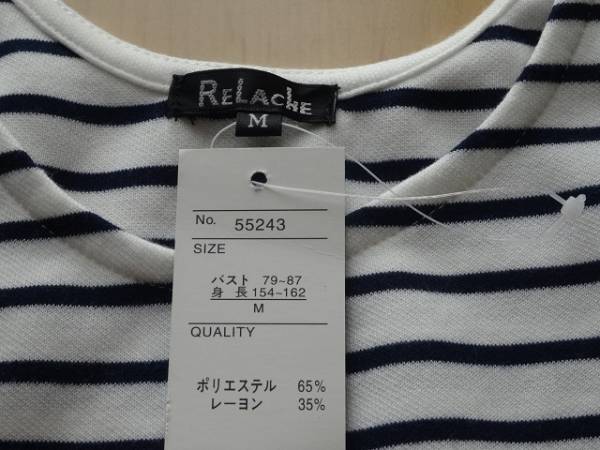 RELACHE
M
No. 55243
SIZE
バスト 79~87
身 長 154~162
M
QUALITY
ポリエステル 65%
レーヨン 35%